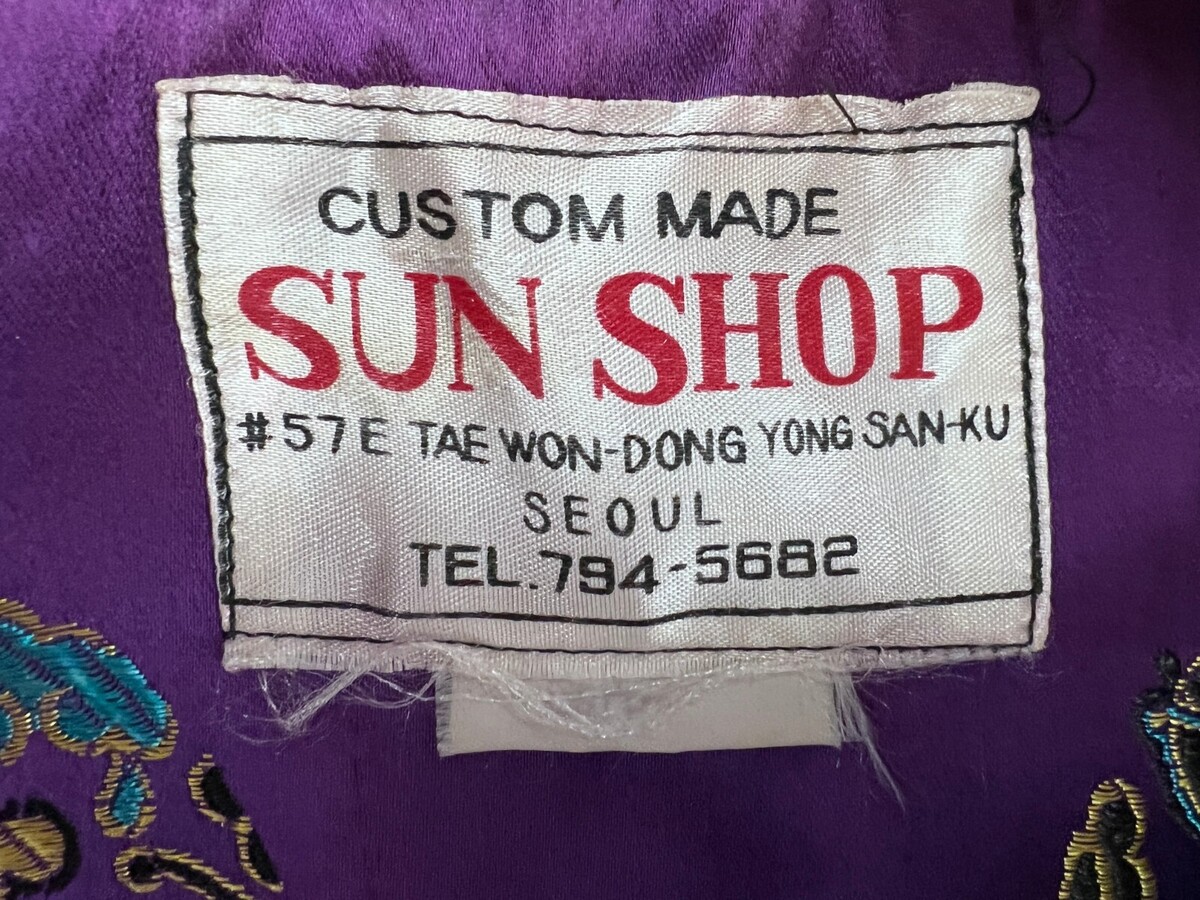 CUSTOM MADE
SUN SHOP
#57E TAE WON-DONG YONG SAN-KU
SEOUL
TEL.794-5682